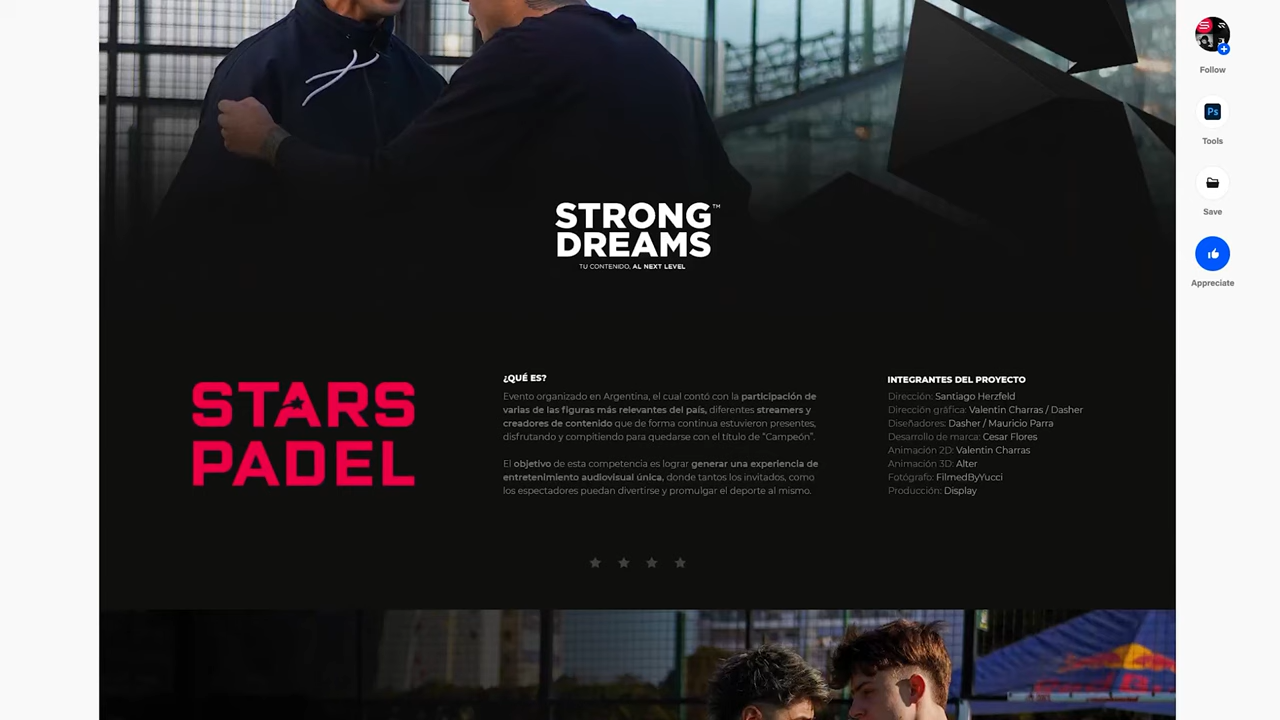 STRONG
DREAMS
™
TU CONTENIDO, AL NEXT LEVEL
STARS
PADEL
¿QUÉ ES?
Evento organizado en Argentina, el cual contó con la participación de
varias de las figuras más relevantes del país, diferentes streamers y
creadores de contenido que de forma continua estuvieron presentes,
disfrutando y compitiendo para quedarse con el título de “Campeón”.
El objetivo de esta competencia es lograr generar una experiencia de
entretenimiento audiovisual única, donde tantos los invitados, como
los espectadores puedan divertirse y promulgar el deporte al mismo.
INTEGRANTES DEL PROYECTO
Dirección: Santiago Herzfeld
Dirección gráfica: Valentin Charras / Dasher
Diseñadores: Dasher / Mauricio Parra
Desarrollo de marca: Cesar Flores
Animación 2D: Valentin Charras
Animación 3D: Alter
Fotógrafo: FilmedByYucci
Producción: Display
Follow
Ps
Tools
Save
Appreciate